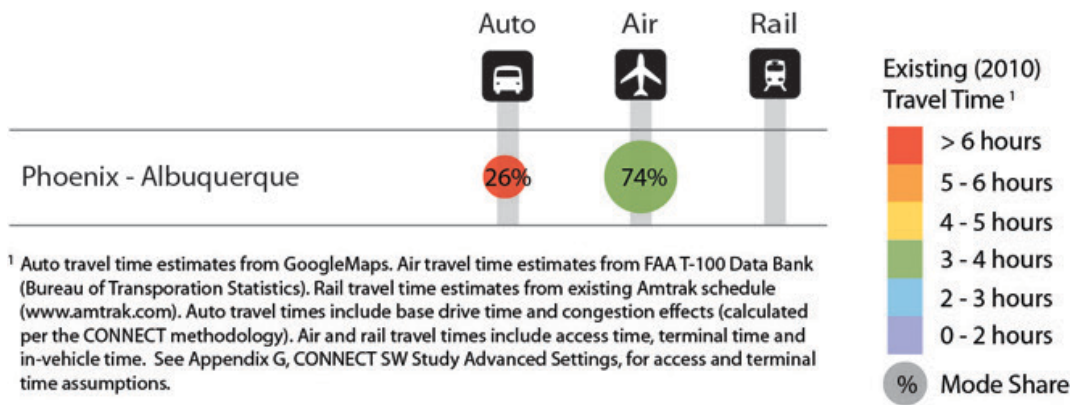 Auto Air Rail
Phoenix - Albuquerque
26%
74%
¹ Auto travel time estimates from GoogleMaps. Air travel time estimates from FAA T-100 Data Bank
(Bureau of Transporation Statistics). Rail travel time estimates from existing Amtrak schedule
(www.amtrak.com). Auto travel times include base drive time and congestion effects (calculated
per the CONNECT methodology). Air and rail travel times include access time, terminal time and
in-vehicle time. See Appendix G, CONNECT SW Study Advanced Settings, for access and terminal
time assumptions.
Existing (2010)
Travel Time ¹
> 6 hours
5 - 6 hours
4 - 5 hours
3 - 4 hours
2 - 3 hours
0 - 2 hours
% Mode Share